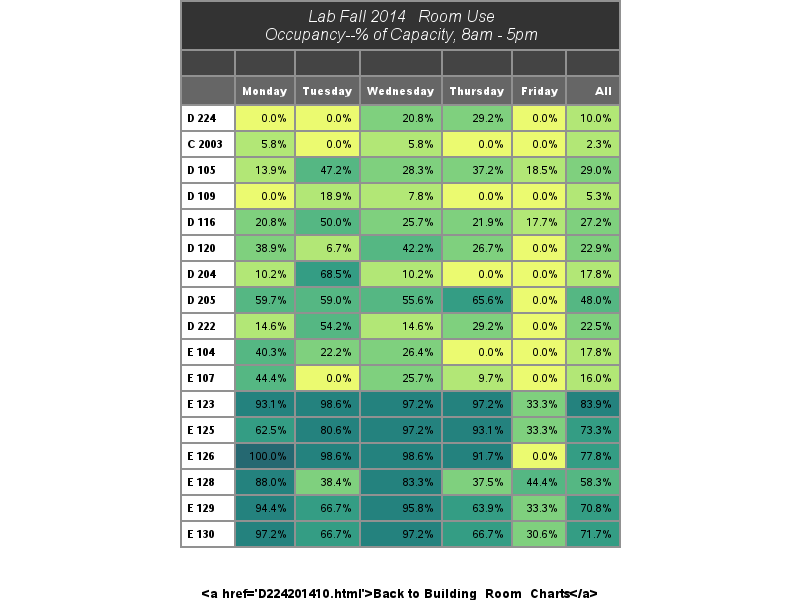 Lab Fall 2014 Room Use
Occupancy--% of Capacity, 8am - 5pm
Monday Tuesday Wednesday Thursday Friday All
D 224 0.0% 0.0% 20.8% 29.2% 0.0% 10.0%
C 2003 5.8% 0.0% 5.8% 0.0% 0.0% 2.3%
D 105 13.9% 47.2% 28.3% 37.2% 18.5% 29.0%
D 109 0.0% 18.9% 7.8% 0.0% 0.0% 5.3%
D 116 20.8% 50.0% 25.7% 21.9% 17.7% 27.2%
D 120 38.9% 6.7% 42.2% 26.7% 0.0% 22.9%
D 204 10.2% 68.5% 10.2% 0.0% 0.0% 17.8%
D 205 59.7% 59.0% 55.6% 65.6% 0.0% 48.0%
D 222 14.6% 54.2% 14.6% 29.2% 0.0% 22.5%
E 104 40.3% 22.2% 26.4% 0.0% 0.0% 17.8%
E 107 44.4% 0.0% 25.7% 9.7% 0.0% 16.0%
E 123 93.1% 98.6% 97.2% 97.2% 33.3% 83.9%
E 125 62.5% 80.6% 97.2% 93.1% 33.3% 73.3%
E 126 100.0% 98.6% 98.6% 91.7% 0.0% 77.8%
E 128 88.0% 38.4% 83.3% 37.5% 44.4% 58.3%
E 129 94.4% 66.7% 95.8% 63.9% 33.3% 70.8%
E 130 97.2% 66.7% 97.2% 66.7% 30.6% 71.7%
<a href='D224201410.html'>Back to Building_Room_Charts</a>